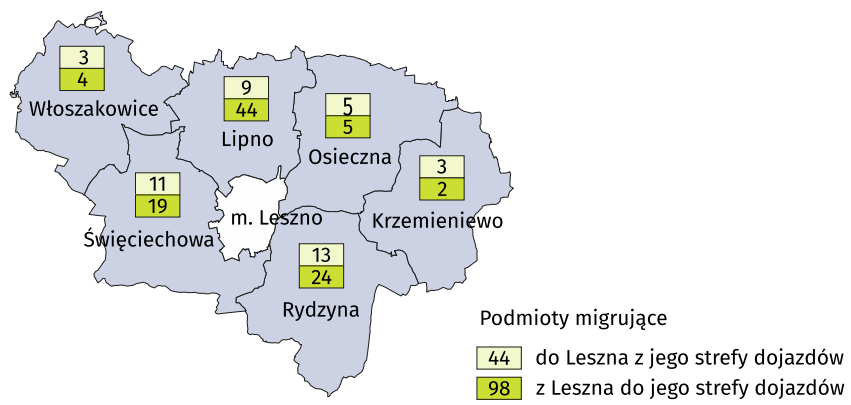 3
4
Włoszakowice
9
44
Lipno
5
5
Osieczna
3
2
Krzemieniewo
11
19
Święciechowa
m. Leszno
13
24
Rydzyna
Podmioty migrujące
44 do Leszna z jego strefy dojazdów
98 z Leszna do jego strefy dojazdów